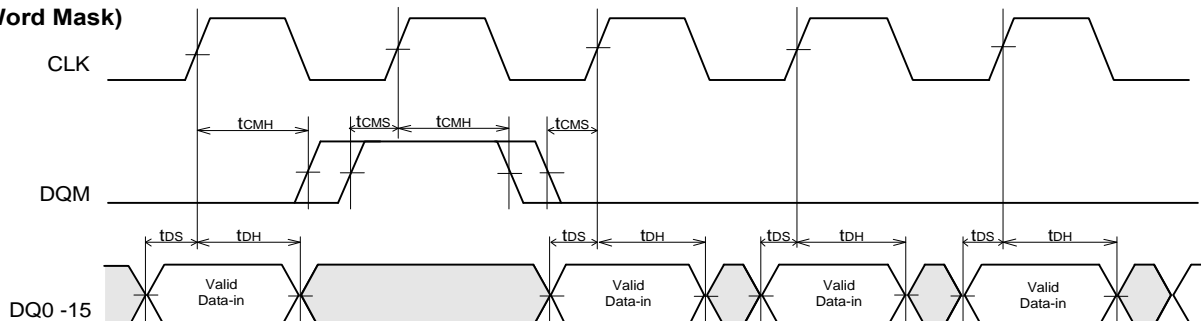 Word Mask)
CLK
tCMH tCMS tCMH tCMS
DQM
tDS tDH tDS tDH tDS tDH tDS tDH
Valid Data-in Valid Data-in Valid Data-in Valid Data-in
DQ0 -15